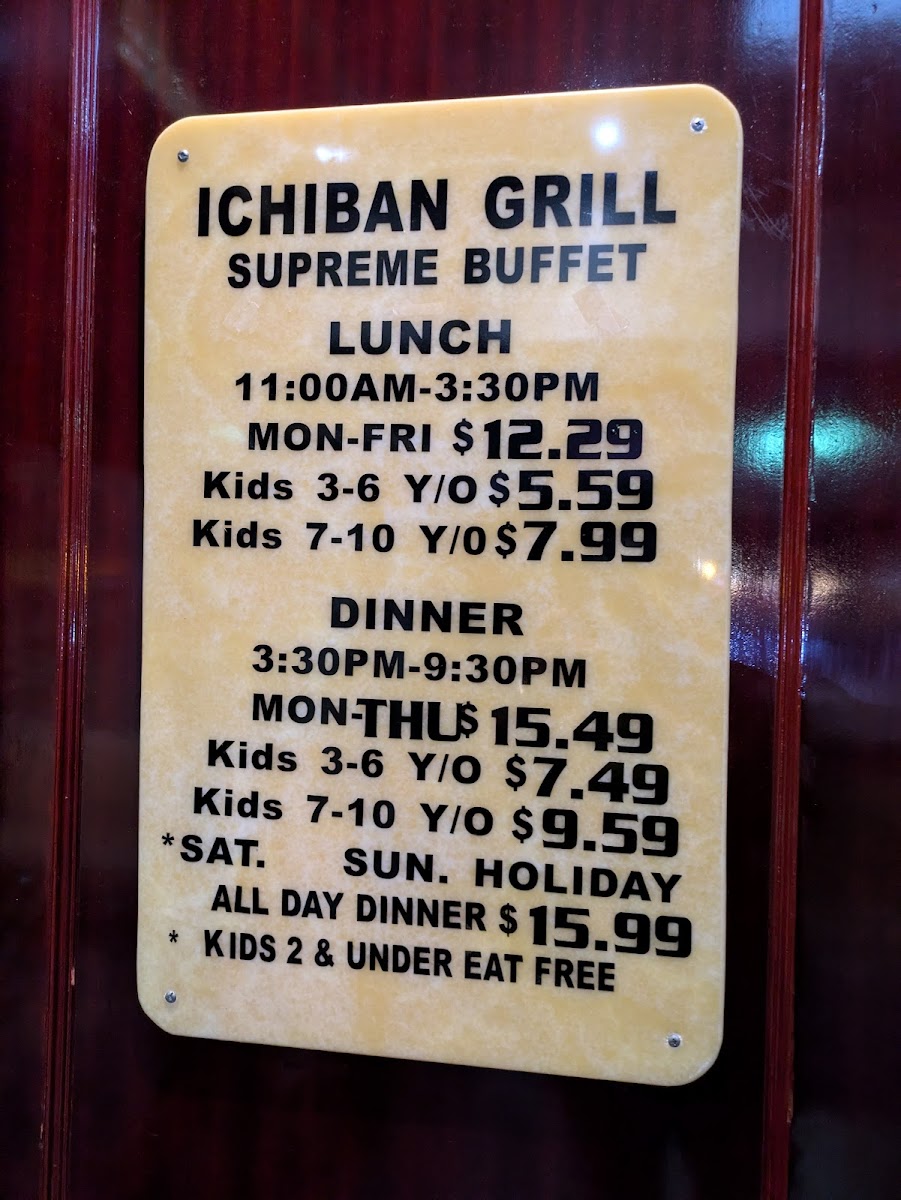 ICHIBAN GRILL
SUPREME BUFFET
LUNCH
11:00AM-3:30PM
MON-FRI $12.29
Kids 3-6 Y/O $5.59
Kids 7-10 Y/0 $7.99
DINNER
3:30PM-9:30PM
MON-THU$ 15.49
Kids 3-6 Y/O $7.49
Kids 7-10 Y/O $9.59
*SAT. SUN. HOLIDAY
ALL DAY DINNER $15.99
* KIDS 2 & UNDER EAT FREE